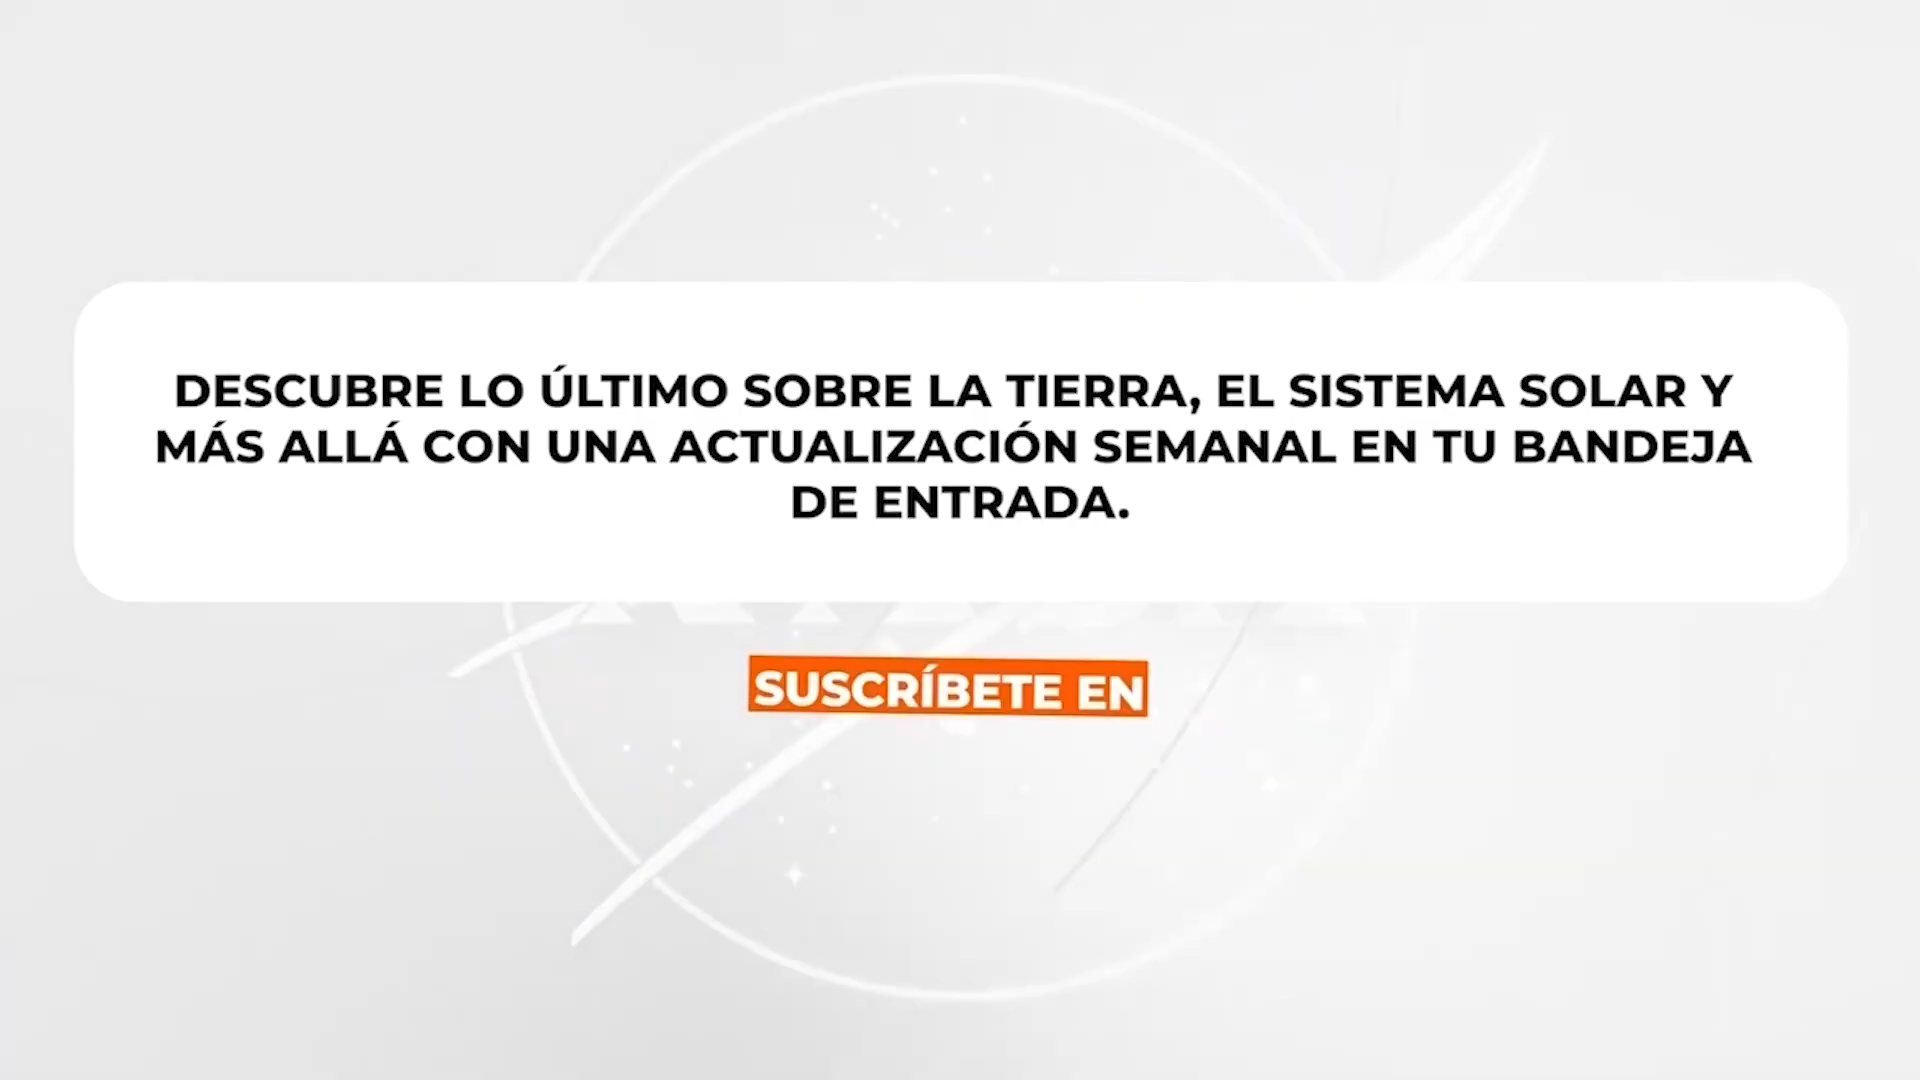 DESCUBRE LO ÚLTIMO SOBRE LA TIERRA, EL SISTEMA SOLAR Y
MÁS ALLÁ CON UNA ACTUALIZACIÓN SEMANAL EN TU BANDEJA
DE ENTRADA.
SUSCRÍBETE EN